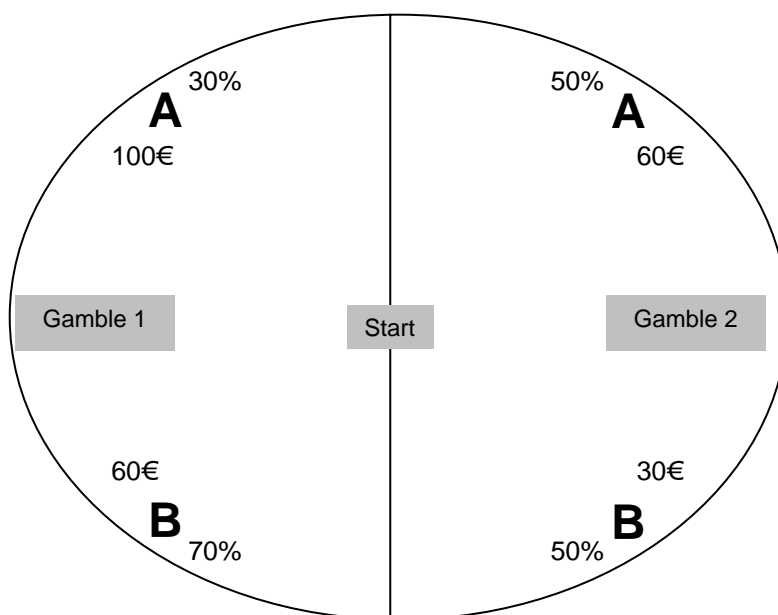 30%
A
100€
50%
A
60€
Gamble 1
Start
Gamble 2
60€
B
70%
30€
B
50%